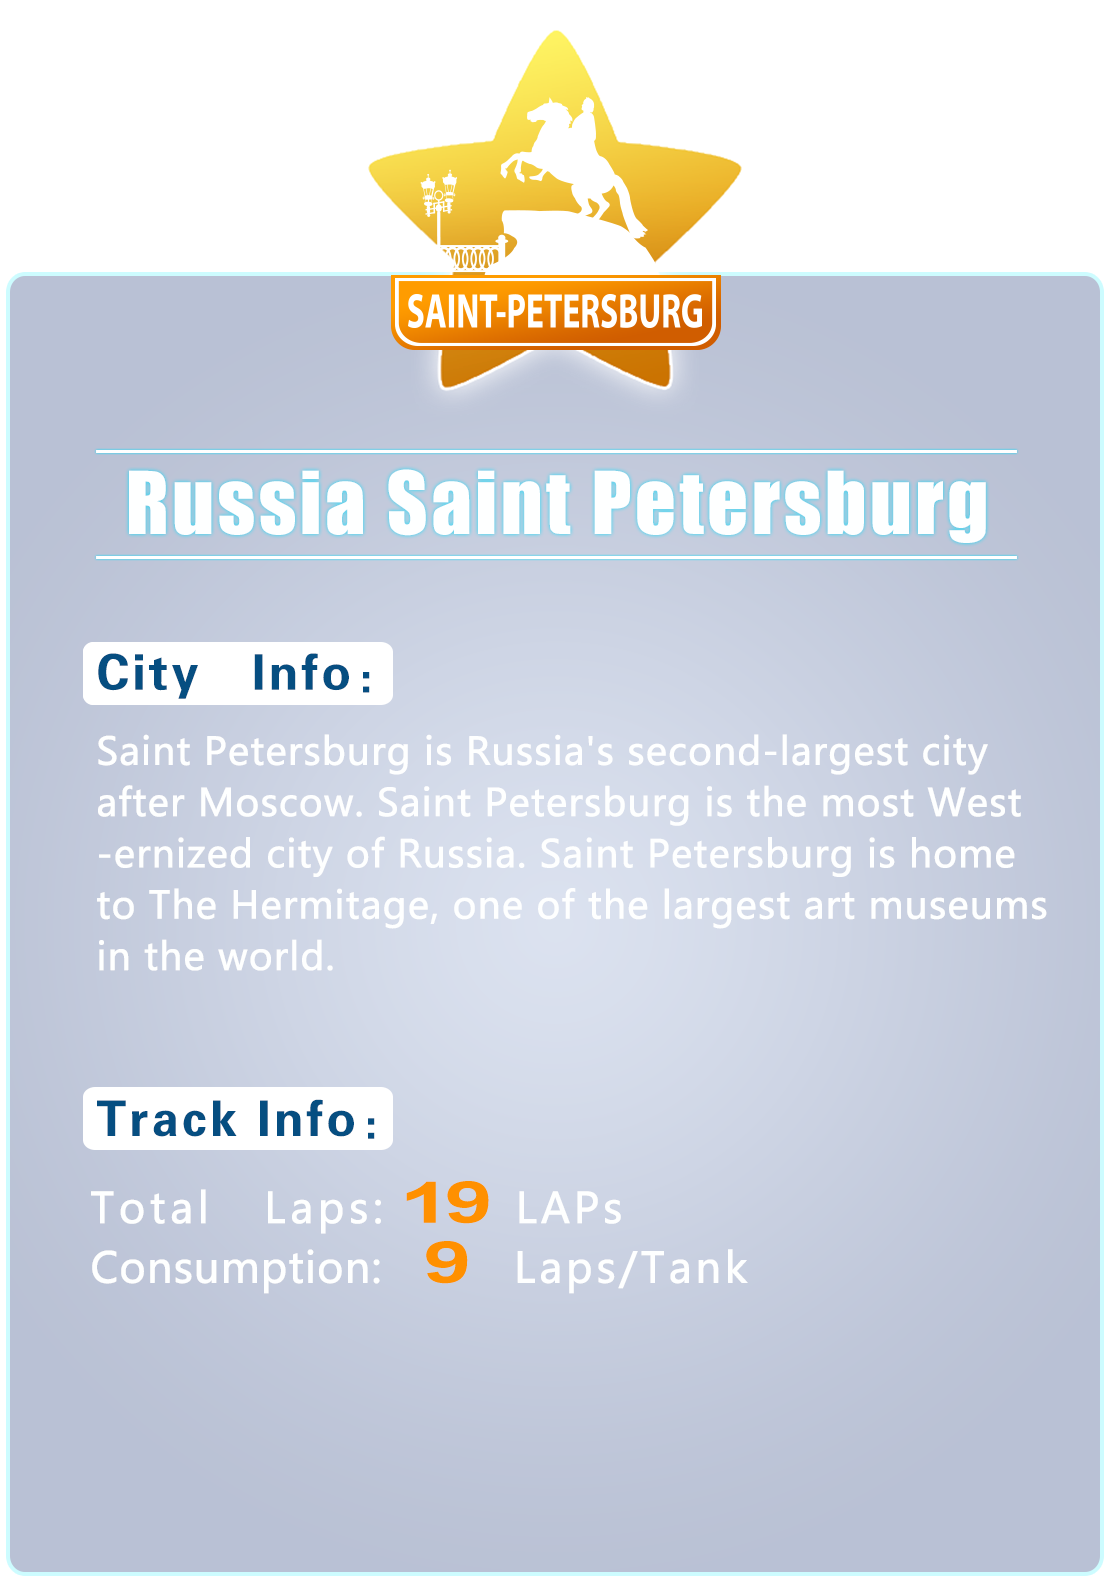 SAINT-PETERSBURG
Russia Saint Petersburg
City Info:
Saint Petersburg is Russia's second-largest city
after Moscow. Saint Petersburg is the most West
-ernized city of Russia. Saint Petersburg is home
to The Hermitage, one of the largest art museums
in the world.
Track Info:
Total Laps: 19 LAPs
Consumption: 9 Laps/Tank